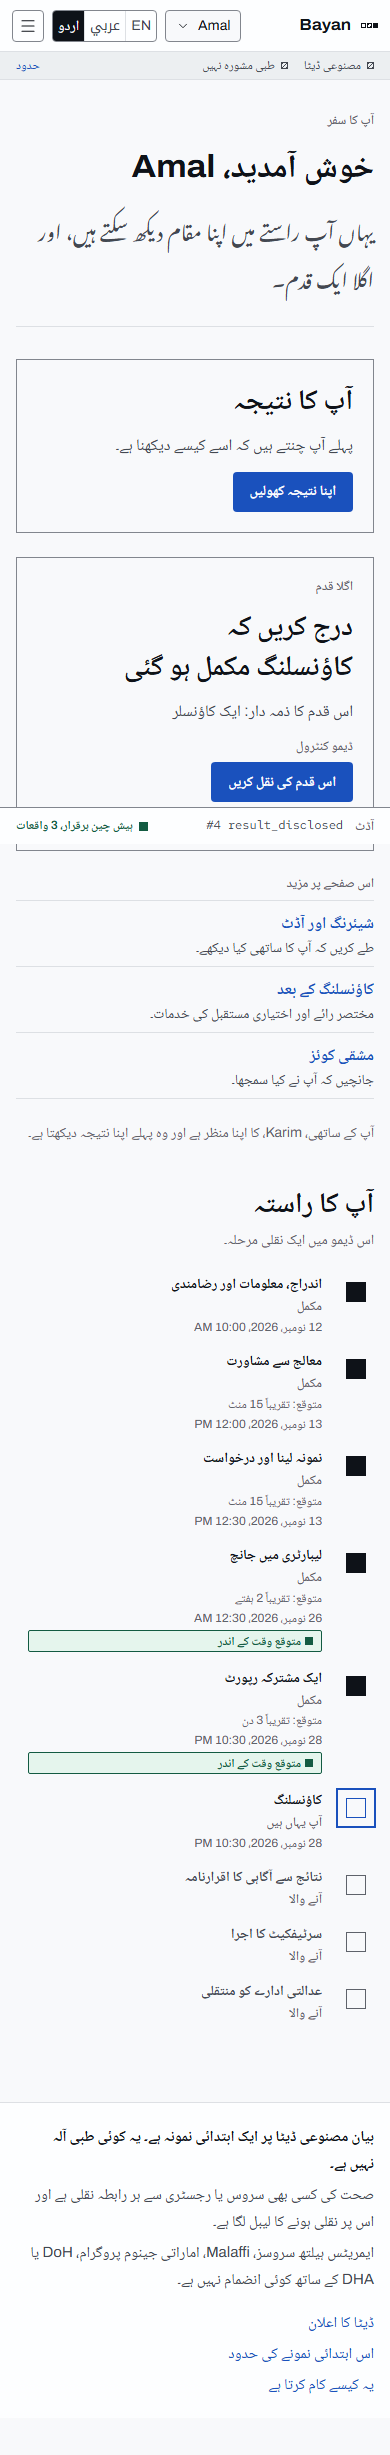 Bayan
Amal
EN
عربي
اردو
مصنوعی ڈیٹا
طبی مشورہ نہیں
حدود
آپ کا سفر
خوش آمدید، Amal
یہاں آپ راستے میں اپنا مقام دیکھ سکتے ہیں، اور
اگلا ایک قدم۔
آپ کا نتیجہ
پہلے آپ چنتے ہیں کہ اسے کیسے دیکھنا ہے۔
اپنا نتیجہ کھولیں
اگلا قدم
درج کریں کہ
کاؤنسلنگ مکمل ہو گئی
اس قدم کا ذمہ دار: ایک کاؤنسلر
ڈیمو کنٹرول
اس قدم کی نقل کریں
آڈٹ
#4 result_disclosed
ہیش چین برقرار، 3 واقعات
اس صفحے پر مزید
شیئرنگ اور آڈٹ
طے کریں کہ آپ کا ساتھی کیا دیکھے۔
کاؤنسلنگ کے بعد
مختصر رائے اور اختیاری مستقبل کی خدمات۔
مشقی کوئز
جانچیں کہ آپ نے کیا سمجھا۔
آپ کے ساتھی، Karim، کا اپنا منظر ہے اور وہ پہلے اپنا نتیجہ دیکھتا ہے۔
آپ کا راستہ
اس ڈیمو میں ایک نقلی مرحلہ۔
اندراج، معلومات اور رضامندی
مکمل
12 نومبر، 2026، 10:00 AM
معالج سے مشاورت
مکمل
متوقع: تقریباً 15 منٹ
13 نومبر، 2026، 12:00 PM
نمونہ لینا اور درخواست
مکمل
متوقع: تقریباً 15 منٹ
13 نومبر، 2026، 12:30 PM
لیبارٹری میں جانچ
مکمل
متوقع: تقریباً 2 ہفتے
26 نومبر، 2026، 12:30 AM
متوقع وقت کے اندر
ایک مشترکہ رپورٹ
مکمل
متوقع: تقریباً 3 دن
28 نومبر، 2026، 10:30 PM
متوقع وقت کے اندر
کاؤنسلنگ
آپ یہاں ہیں
28 نومبر، 2026، 10:30 PM
نتائج سے آگاہی کا اقرارنامہ
آنے والا
سرٹیفکیٹ کا اجرا
آنے والا
عدالتی ادارے کو منتقلی
آنے والا
بیان مصنوعی ڈیٹا پر ایک ابتدائی نمونہ ہے۔ یہ کوئی طبی آلہ
نہیں ہے۔
صحت کی کسی بھی سروس یا رجسٹری سے ہر رابطہ نقلی ہے اور
اس پر نقلی ہونے کا لیبل لگا ہے۔
ایمریٹس ہیلتھ سروسز، Malaffi، اماراتی جینوم پروگرام، DoH یا
DHA کے ساتھ کوئی انضمام نہیں ہے۔
ڈیٹا کا اعلان
اس ابتدائی نمونے کی حدود
یہ کیسے کام کرتا ہے